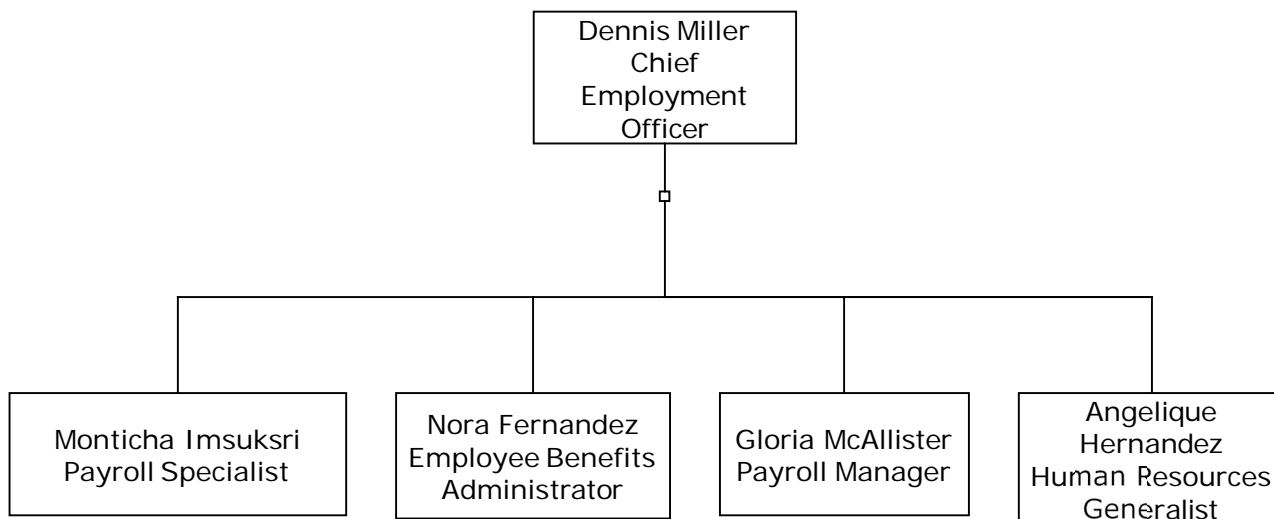 Dennis Miller
Chief
Employment
Officer
Monticha Imsuksri
Payroll Specialist
Nora Fernandez
Employee Benefits
Administrator
Gloria McAllister
Payroll Manager
Angelique
Hernandez
Human Resources
Generalist